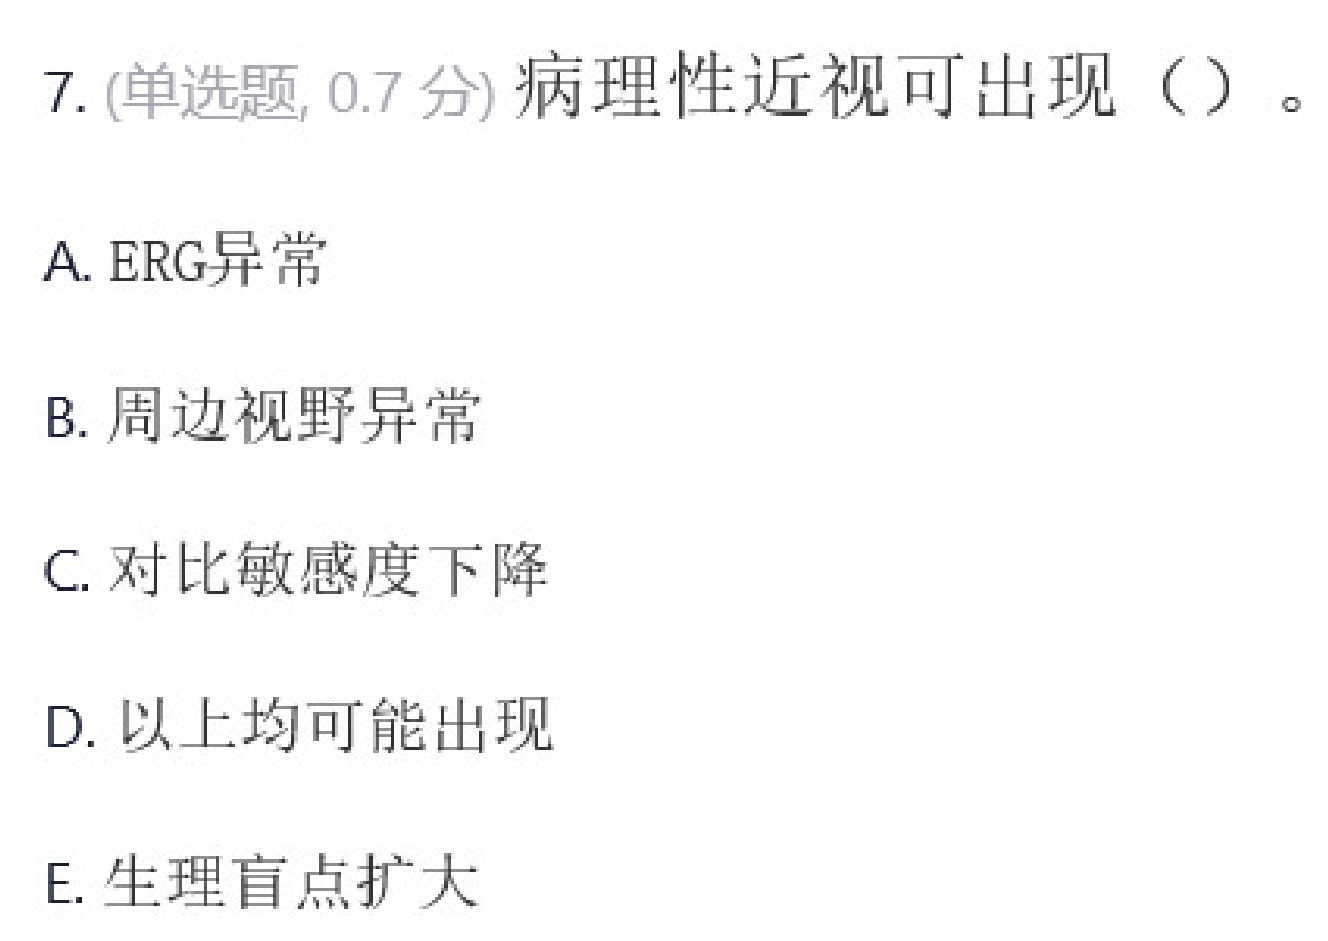 7. (单选题, 0.7 分) 病理性近视可出现（）。
A. ERG异常
B. 周边视野异常
C. 对比敏感度下降
D. 以上均可能出现
E. 生理盲点扩大